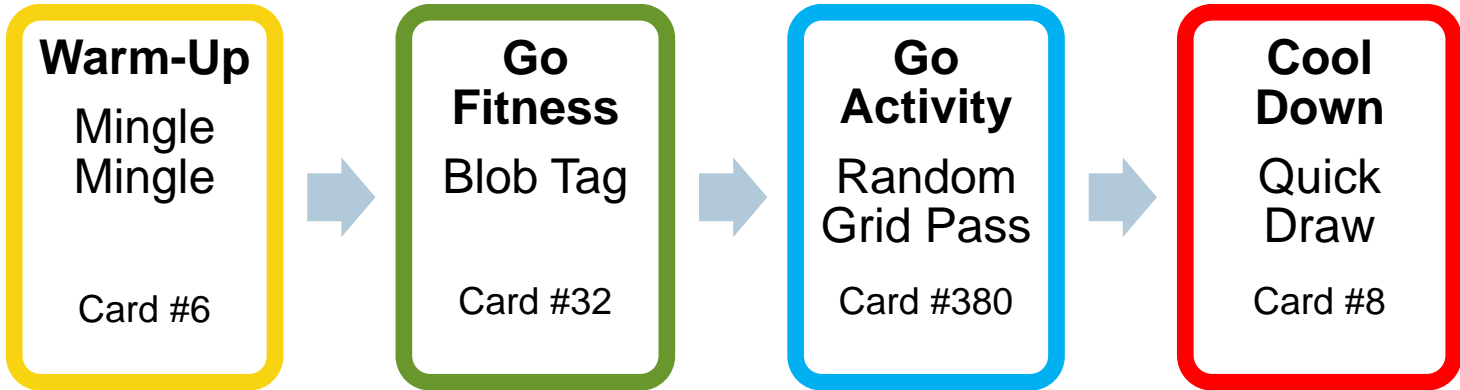 Warm-Up
Mingle
Mingle
Card #6
Go
Fitness
Blob Tag
Card #32
Go
Activity
Random
Grid Pass
Card #380
Cool
Down
Quick
Draw
Card #8